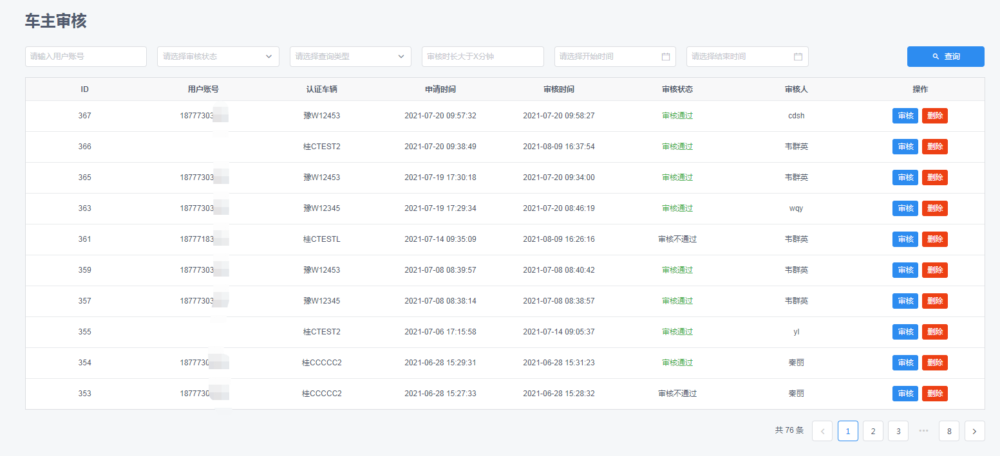 车主审核
请输入用户账号 请选择审核状态 请选择查询类型 审核时长大于X分钟 请选择开始时间 请选择结束时间 查询
ID 用户账号 认证车辆 申请时间 审核时间 审核状态 审核人 操作
367 18777303 豫W12453 2021-07-20 09:57:32 2021-07-20 09:58:27 审核通过 cdsh 审核 删除
366 桂CTEST2 2021-07-20 09:38:49 2021-08-09 16:37:54 审核通过 韦群英 审核 删除
365 18777303 豫W12453 2021-07-19 17:30:18 2021-07-20 09:34:00 审核通过 韦群英 审核 删除
363 18777303 豫W12345 2021-07-19 17:29:34 2021-07-20 08:46:19 审核通过 wqy 审核 删除
361 18777183 桂CTESTL 2021-07-14 09:35:09 2021-08-09 16:26:16 审核不通过 韦群英 审核 删除
359 18777303 豫W12453 2021-07-08 08:39:57 2021-07-08 08:40:42 审核通过 韦群英 审核 删除
357 18777303 豫W12345 2021-07-08 08:38:14 2021-07-08 08:38:57 审核通过 韦群英 审核 删除
355 桂CTEST2 2021-07-06 17:15:58 2021-07-14 09:05:37 审核通过 yl 审核 删除
354 1877730 桂CCCCC2 2021-06-28 15:29:31 2021-06-28 15:31:23 审核通过 秦丽 审核 删除
353 1877730 桂CCCCC2 2021-06-28 15:27:33 2021-06-28 15:28:32 审核不通过 秦丽 审核 删除
共 76 条 1 2 3 ••• 8